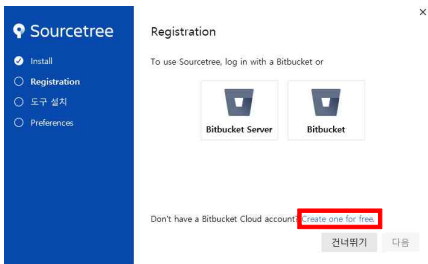 Sourcetree
Install
Registration
도구 설치
Preferences
Registration
To use Sourcetree, log in with a Bitbucket or
Bitbucket Server
Bitbucket
Don't have a Bitbucket Cloud account? Create one for free.
건너뛰기
다음